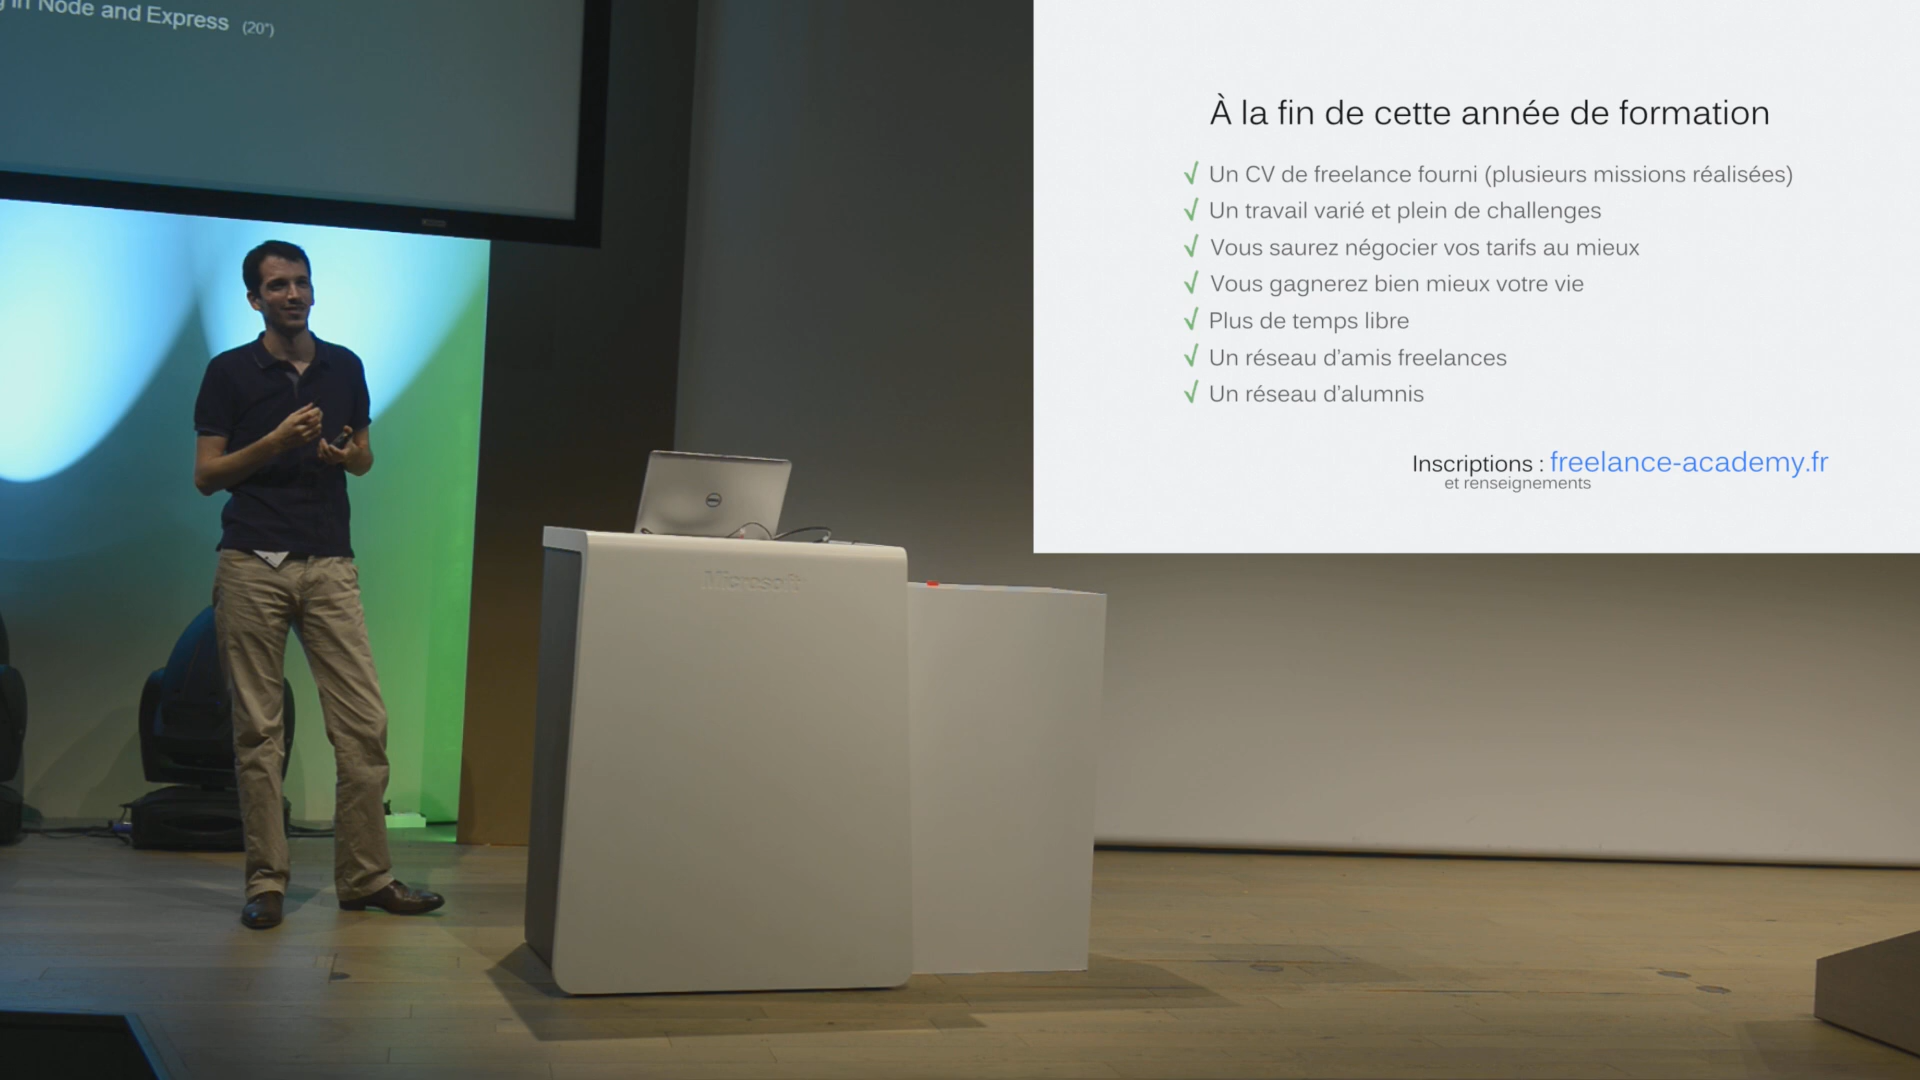 in Node and Express (20")
À la fin de cette année de formation
√ Un CV de freelance fourni (plusieurs missions réalisées)
√ Un travail varié et plein de challenges
√ Vous saurez négocier vos tarifs au mieux
√ Vous gagnerez bien mieux votre vie
√ Plus de temps libre
√ Un réseau d'amis freelances
√ Un réseau d'alumnis
Inscriptions : freelance-academy.fr
et renseignements
DELL
Microsoft